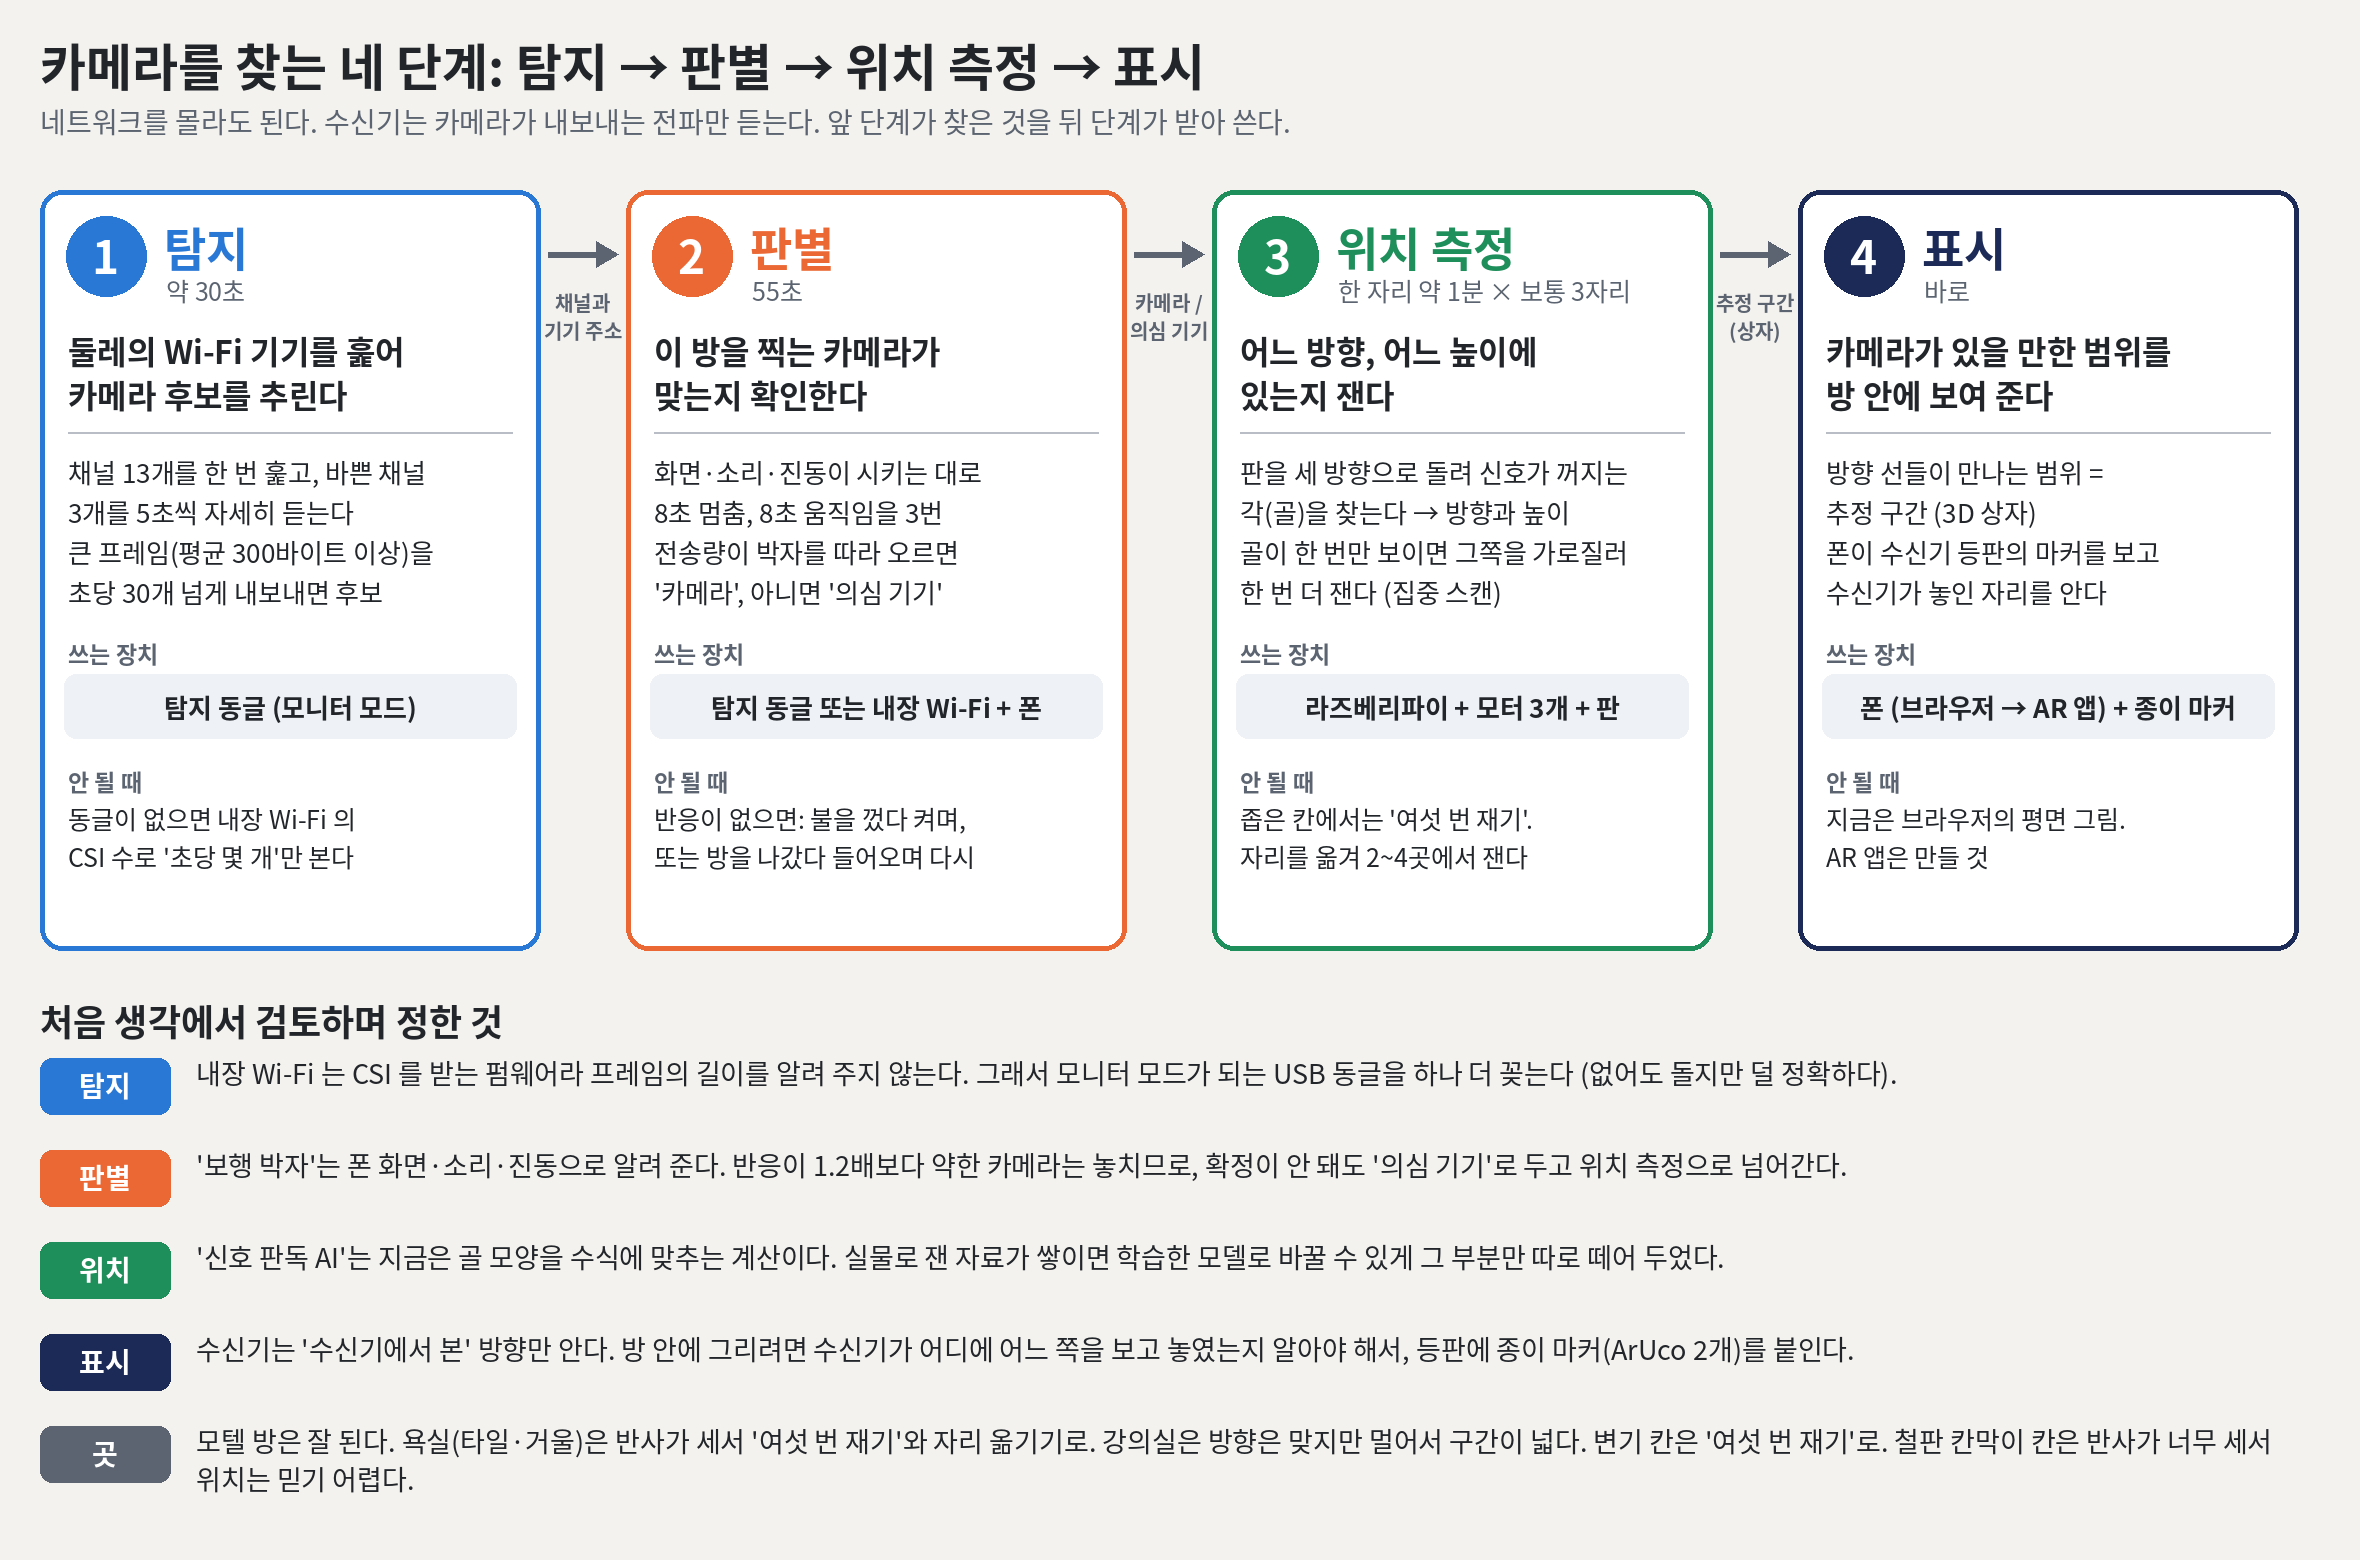 카메라를 찾는 네 단계: 탐지 → 판별 → 위치 측정 → 표시
네트워크를 몰라도 된다. 수신기는 카메라가 내보내는 전파만 듣는다. 앞 단계가 찾은 것을 뒤 단계가 받아 쓴다.
1 탐지
약 30초
둘레의 Wi-Fi 기기를 훑어
카메라 후보를 추린다
채널 13개를 한 번 훑고, 바쁜 채널
3개를 5초씩 자세히 듣는다
큰 프레임(평균 300바이트 이상)을
초당 30개 넘게 내보내면 후보
쓰는 장치
탐지 동글 (모니터 모드)
안 될 때
동글이 없으면 내장 Wi-Fi 의
CSI 수로 '초당 몇 개'만 본다
채널과
기기 주소
2 판별
55초
이 방을 찍는 카메라가
맞는지 확인한다
화면·소리·진동이 시키는 대로
8초 멈춤, 8초 움직임을 3번
전송량이 박자를 따라 오르면
'카메라', 아니면 '의심 기기'
쓰는 장치
탐지 동글 또는 내장 Wi-Fi + 폰
안 될 때
반응이 없으면: 불을 껐다 켜며,
또는 방을 나갔다 들어오며 다시
카메라 /
의심 기기
3 위치 측정
한 자리 약 1분 × 보통 3자리
어느 방향, 어느 높이에
있는지 잰다
판을 세 방향으로 돌려 신호가 꺼지는
각(골)을 찾는다 → 방향과 높이
골이 한 번만 보이면 그쪽을 가로질러
한 번 더 잰다 (집중 스캔)
쓰는 장치
라즈베리파이 + 모터 3개 + 판
안 될 때
좁은 칸에서는 '여섯 번 재기'.
자리를 옮겨 2~4곳에서 잰다
추정 구간
(상자)
4 표시
바로
카메라가 있을 만한 범위를
방 안에 보여 준다
방향 선들이 만나는 범위 =
추정 구간 (3D 상자)
폰이 수신기 등판의 마커를 보고
수신기가 놓인 자리를 안다
쓰는 장치
폰 (브라우저 → AR 앱) + 종이 마커
안 될 때
지금은 브라우저의 평면 그림.
AR 앱은 만들 것
처음 생각에서 검토하며 정한 것
탐지 내장 Wi-Fi 는 CSI 를 받는 펌웨어라 프레임의 길이를 알려 주지 않는다. 그래서 모니터 모드가 되는 USB 동글을 하나 더 꽂는다 (없어도 돌지만 덜 정확하다).
판별 '보행 박자'는 폰 화면·소리·진동으로 알려 준다. 반응이 1.2배보다 약한 카메라는 놓치므로, 확정이 안 돼도 '의심 기기'로 두고 위치 측정으로 넘어간다.
위치 '신호 판독 AI'는 지금은 골 모양을 수식에 맞추는 계산이다. 실물로 잰 자료가 쌓이면 학습한 모델로 바꿀 수 있게 그 부분만 따로 떼어 두었다.
표시 수신기는 '수신기에서 본' 방향만 안다. 방 안에 그리려면 수신기가 어디에 어느 쪽을 보고 놓였는지 알아야 해서, 등판에 종이 마커(ArUco 2개)를 붙인다.
곳 모텔 방은 잘 된다. 욕실(타일·거울)은 반사가 세서 '여섯 번 재기'와 자리 옮기기로. 강의실은 방향은 맞지만 멀어서 구간이 넓다. 변기 칸은 '여섯 번 재기'로. 철판 칸막이 칸은 반사가 너무 세서
위치는 믿기 어렵다.